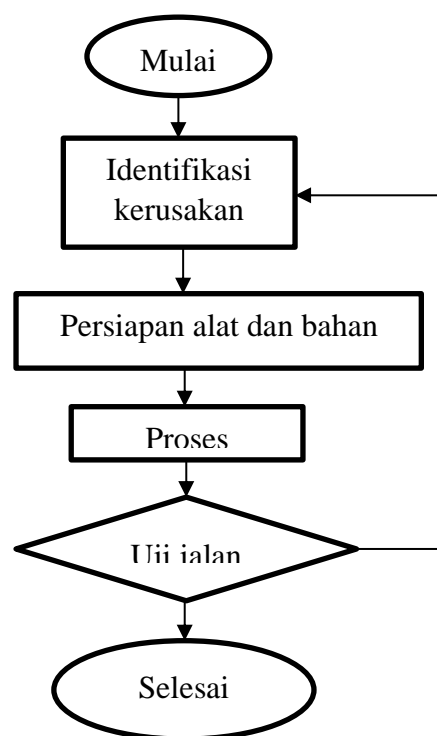 Mulai
Identifikasi
kerusakan
Persiapan alat dan bahan
Proses
Uji jalan
Selesai